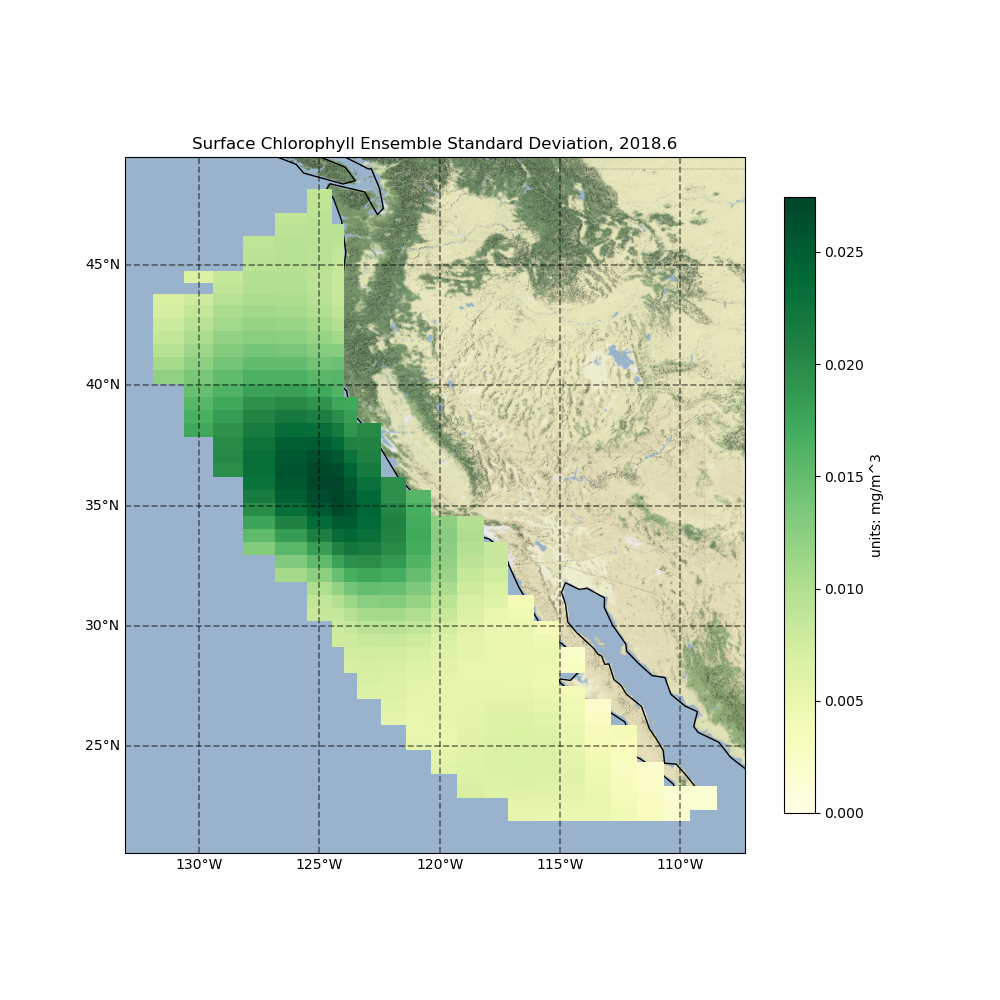 Surface Chlorophyll Ensemble Standard Deviation, 2018.6
45°N
40°N
35°N
30°N
25°N
130°W
125°W
120°W
115°W
110°W
0.025
0.020
0.015
0.010
0.005
0.000
units: mg/m^3